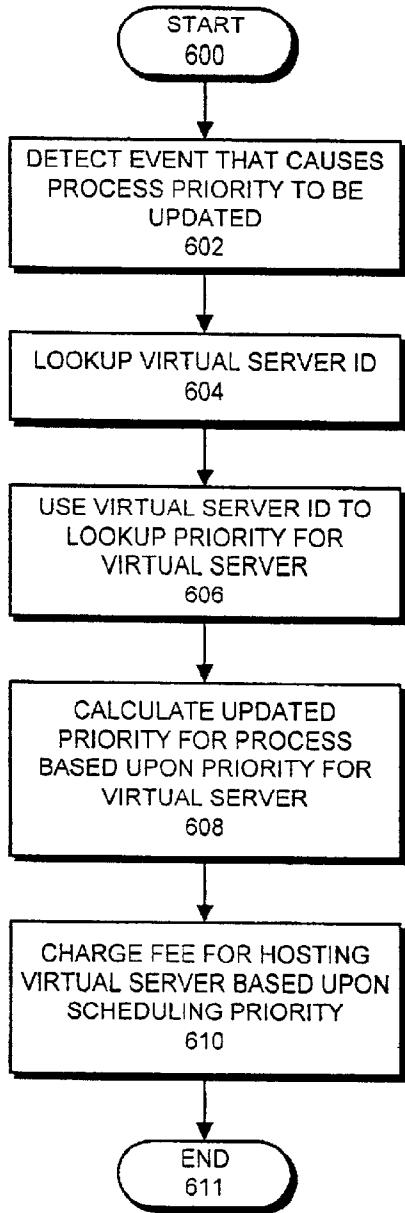 START
600
DETECT EVENT THAT CAUSES
PROCESS PRIORITY TO BE
UPDATED
602
LOOKUP VIRTUAL SERVER ID
604
USE VIRTUAL SERVER ID TO
LOOKUP PRIORITY FOR
VIRTUAL SERVER
606
CALCULATE UPDATED
PRIORITY FOR PROCESS
BASED UPON PRIORITY FOR
VIRTUAL SERVER
608
CHARGE FEE FOR HOSTING
VIRTUAL SERVER BASED UPON
SCHEDULING PRIORITY
610
END
611